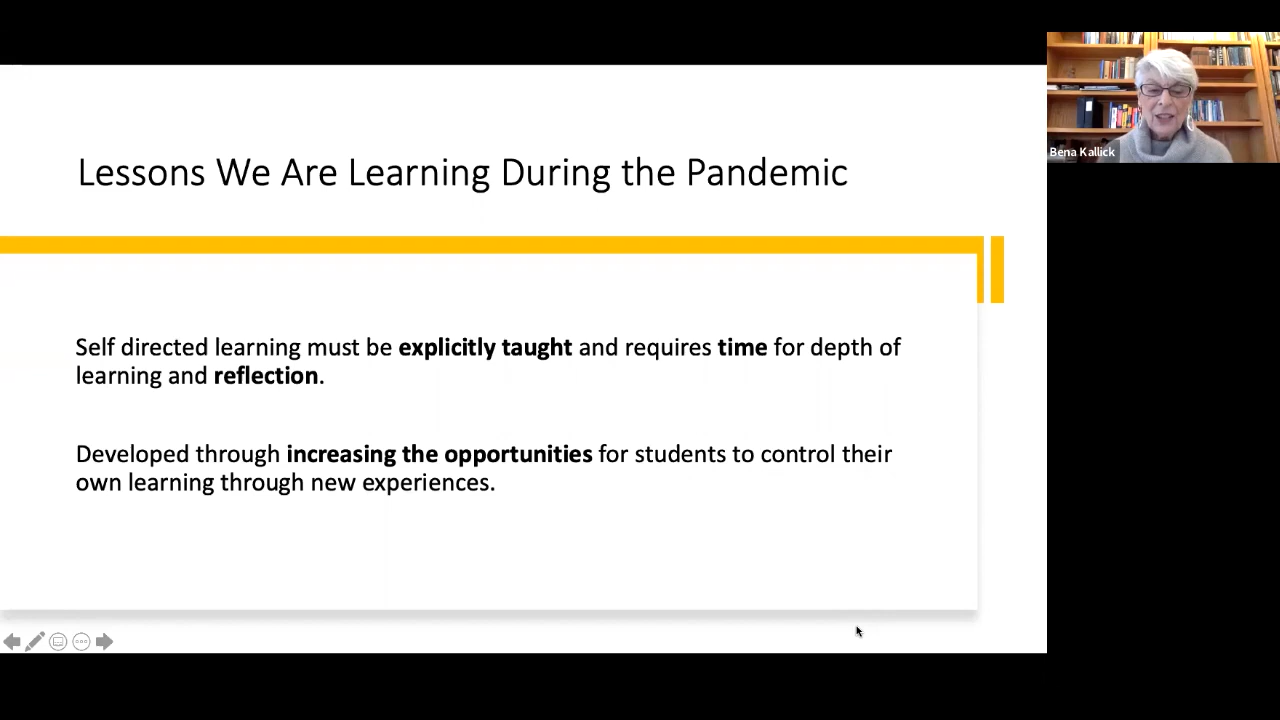 Lessons We Are Learning During the Pandemic
Self directed learning must be explicitly taught and requires time for depth of
learning and reflection.
Developed through increasing the opportunities for students to control their
own learning through new experiences.
Bena Kallick